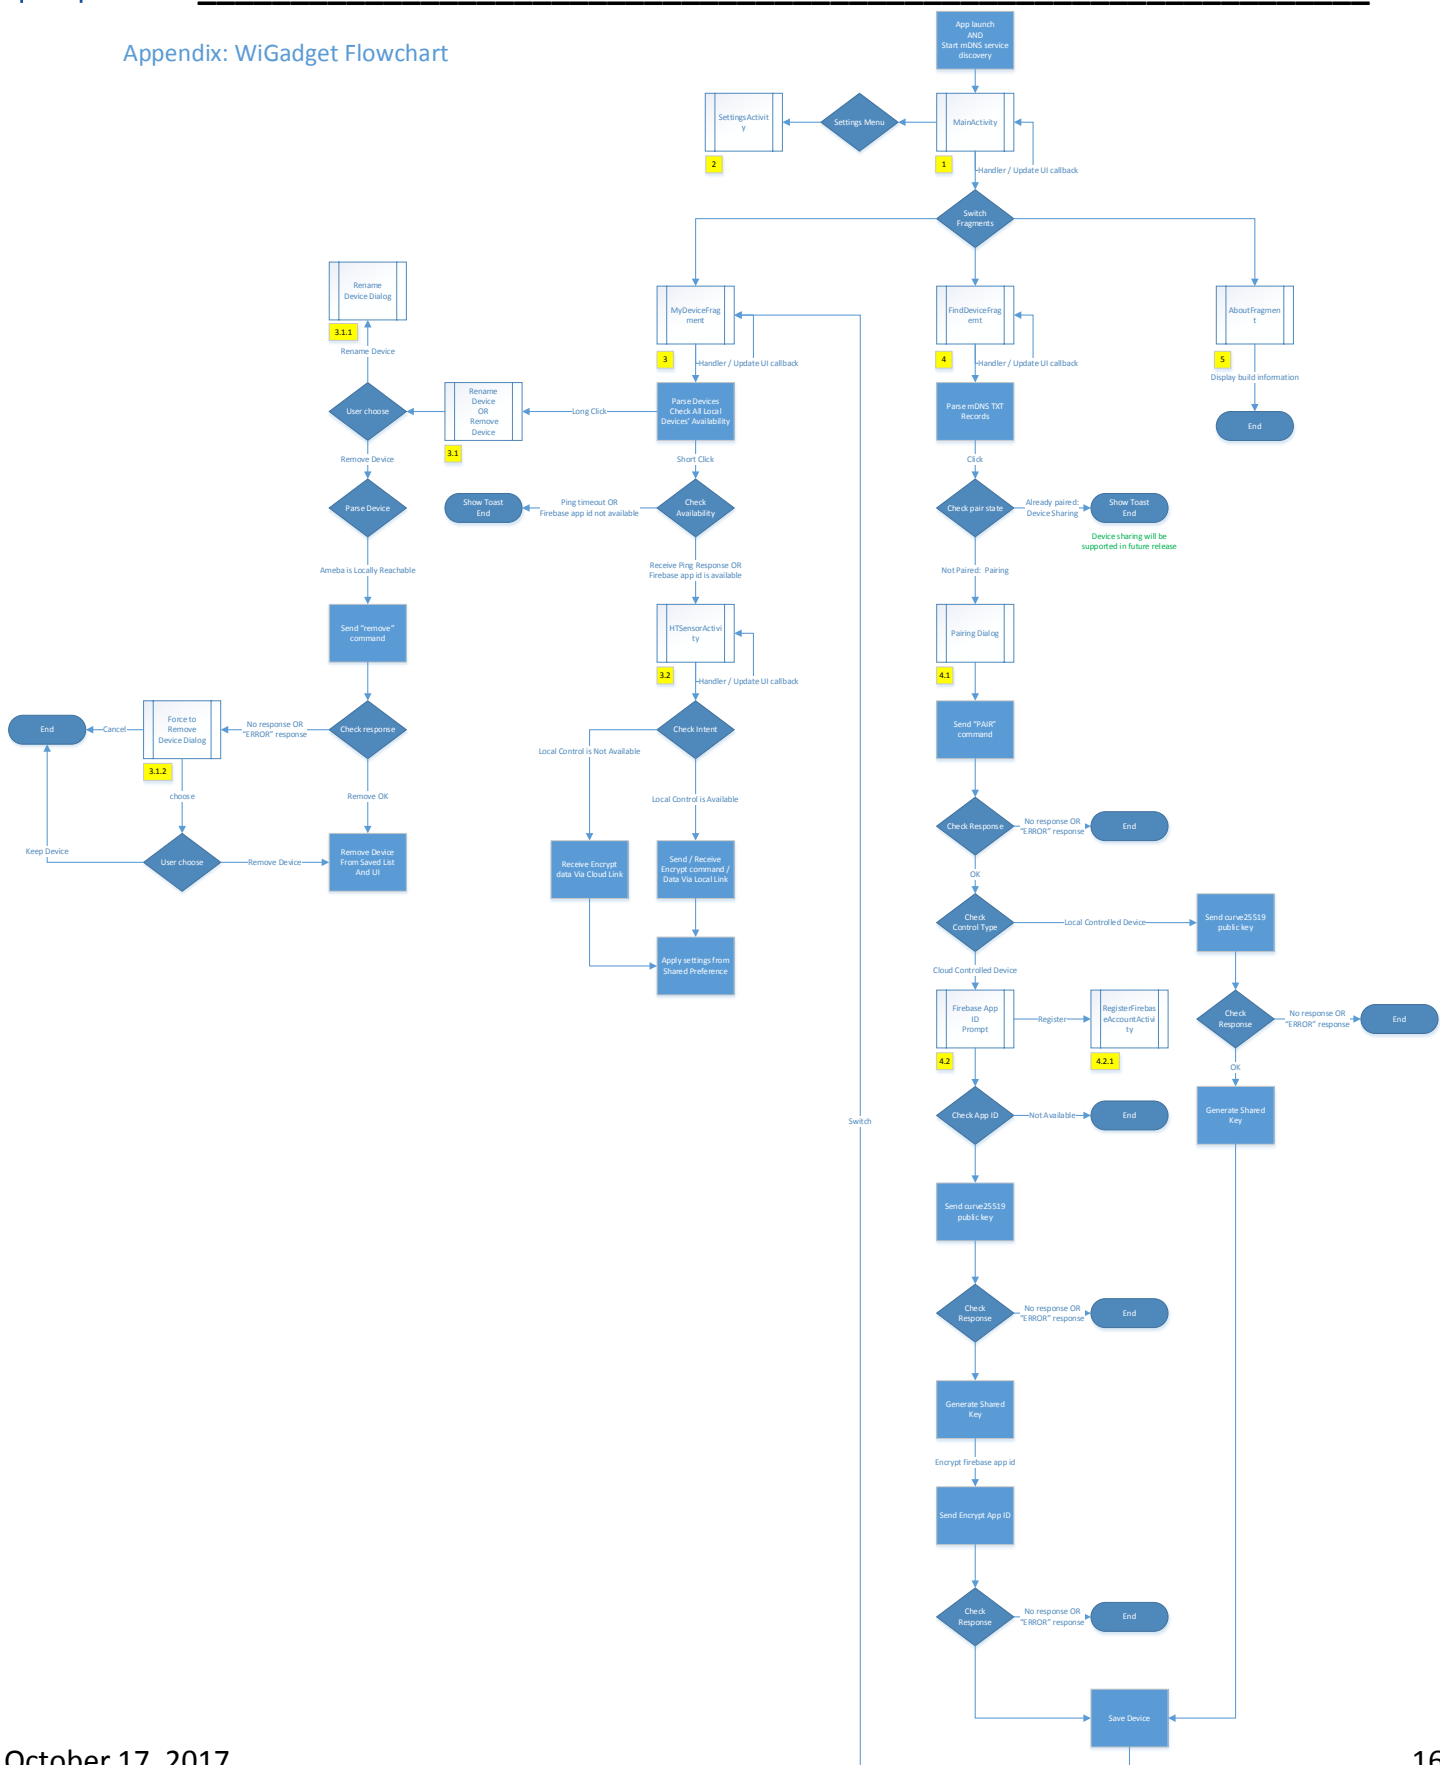 Appendix: WiGadget Flowchart
App launch
AND
Start mDNS service
discovery
SettingsActivit
y
Settings Menu
MainActivity
2
1
Handler / Update UI callback
Switch
Fragments
Rename
Device Dialog
3.1.1
Rename Device
MyDeviceFrag
ment
3
Handler / Update UI callback
FindDeviceFrag
emt
4
Handler / Update UI callback
AboutFragmen
t
5
Display build information
End
User choose
Rename
Device
OR
Remove
Device
3.1
Long Click
Parse Devices
Check All Local
Devices' Availability
Parse mDNS TXT
Records
Remove Device
Short Click
Click
Parse Device
Show Toast
End
Ping timeout OR
Firebase app id not available
Check
Availability
Check pair state
Already paired:
Device Sharing
Show Toast
End
Device sharing will be
supported in future release
Ameba is Locally Reachable
Receive Ping Response OR
Firebase app id is available
Not Paired: Pairing
Send "remove"
command
HTSensorActivi
ty
3.2
Handler / Update UI callback
Pairing Dialog
4.1
End
Cancel
Force to
Remove
Device Dialog
3.1.2
No response OR
"ERROR" response
Check response
Check Intent
Send "PAIR"
command
Local Control is Not Available
choose
Remove OK
Local Control is Available
Keep Device
User choose
Remove Device
Remove Device
From Saved List
And UI
Receive Encrypt
data Via Cloud Link
Send / Receive
Encrypt command /
Data Via Local Link
Check Response
No response OR
"ERROR" response
End
OK
Apply settings from
Shared Preference
Check
Control Type
Local Controlled Device
Send curve25519
public key
Cloud Controlled Device
Firebase App
ID
Prompt
4.2
Register
RegisterFirebas
eAccountActivi
ty
4.2.1
Check
Response
No response OR
"ERROR" response
End
OK
Switch
Check App ID
Not Available
End
Generate Shared
Key
Send curve25519
public key
Check
Response
No response OR
"ERROR" response
End
Generate Shared
Key
Encrypt firebase app id
Send Encrypt App ID
Check
Response
No response OR
"ERROR" response
End
Save Device
October 17, 2017
16